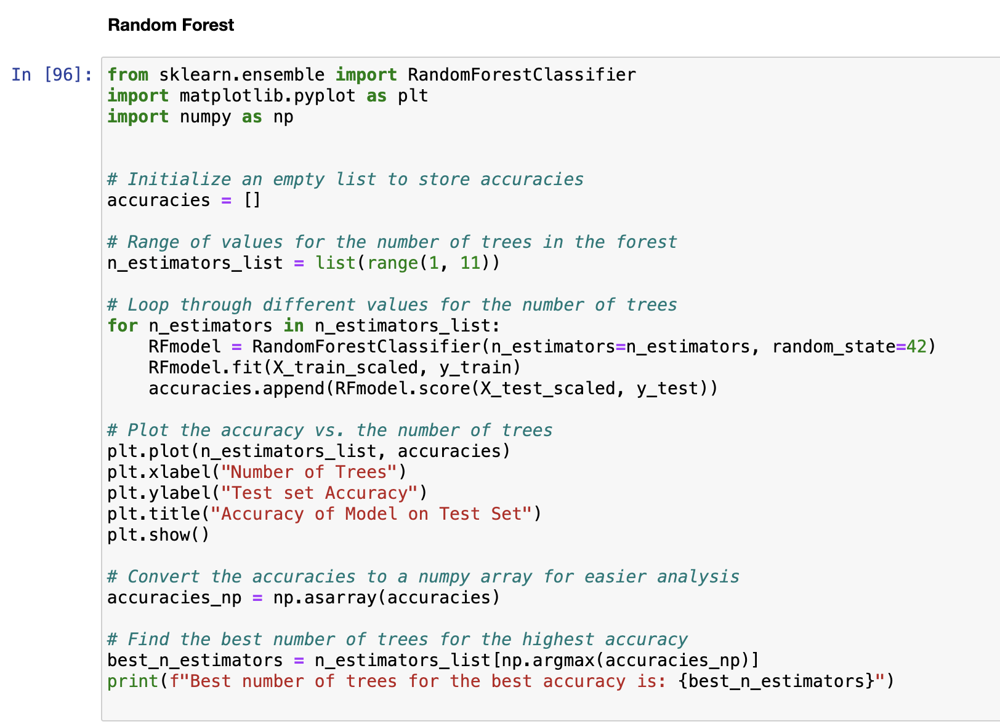 Random Forest
In [96]:
from sklearn.ensemble import RandomForestClassifier
import matplotlib.pyplot as plt
import numpy as np
# Initialize an empty list to store accuracies
accuracies = []
# Range of values for the number of trees in the forest
n_estimators_list = list(range(1, 11))
# Loop through different values for the number of trees
for n_estimators in n_estimators_list:
    RFmodel = RandomForestClassifier(n_estimators=n_estimators, random_state=42)
    RFmodel.fit(X_train_scaled, y_train)
    accuracies.append(RFmodel.score(X_test_scaled, y_test))
# Plot the accuracy vs. the number of trees
plt.plot(n_estimators_list, accuracies)
plt.xlabel("Number of Trees")
plt.ylabel("Test set Accuracy")
plt.title("Accuracy of Model on Test Set")
plt.show()
# Convert the accuracies to a numpy array for easier analysis
accuracies_np = np.asarray(accuracies)
# Find the best number of trees for the highest accuracy
best_n_estimators = n_estimators_list[np.argmax(accuracies_np)]
print(f"Best number of trees for the best accuracy is: {best_n_estimators}")